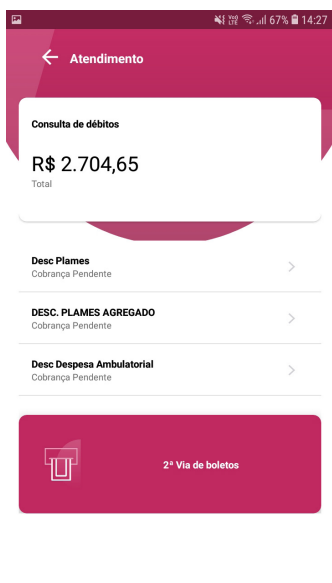 67% 14:27
Atendimento
Consulta de débitos
R$ 2.704,65
Total
Desc Plames
Cobrança Pendente
DESC. PLAMES AGREGADO
Cobrança Pendente
Desc Despesa Ambulatorial
Cobrança Pendente
2ª Via de boletos